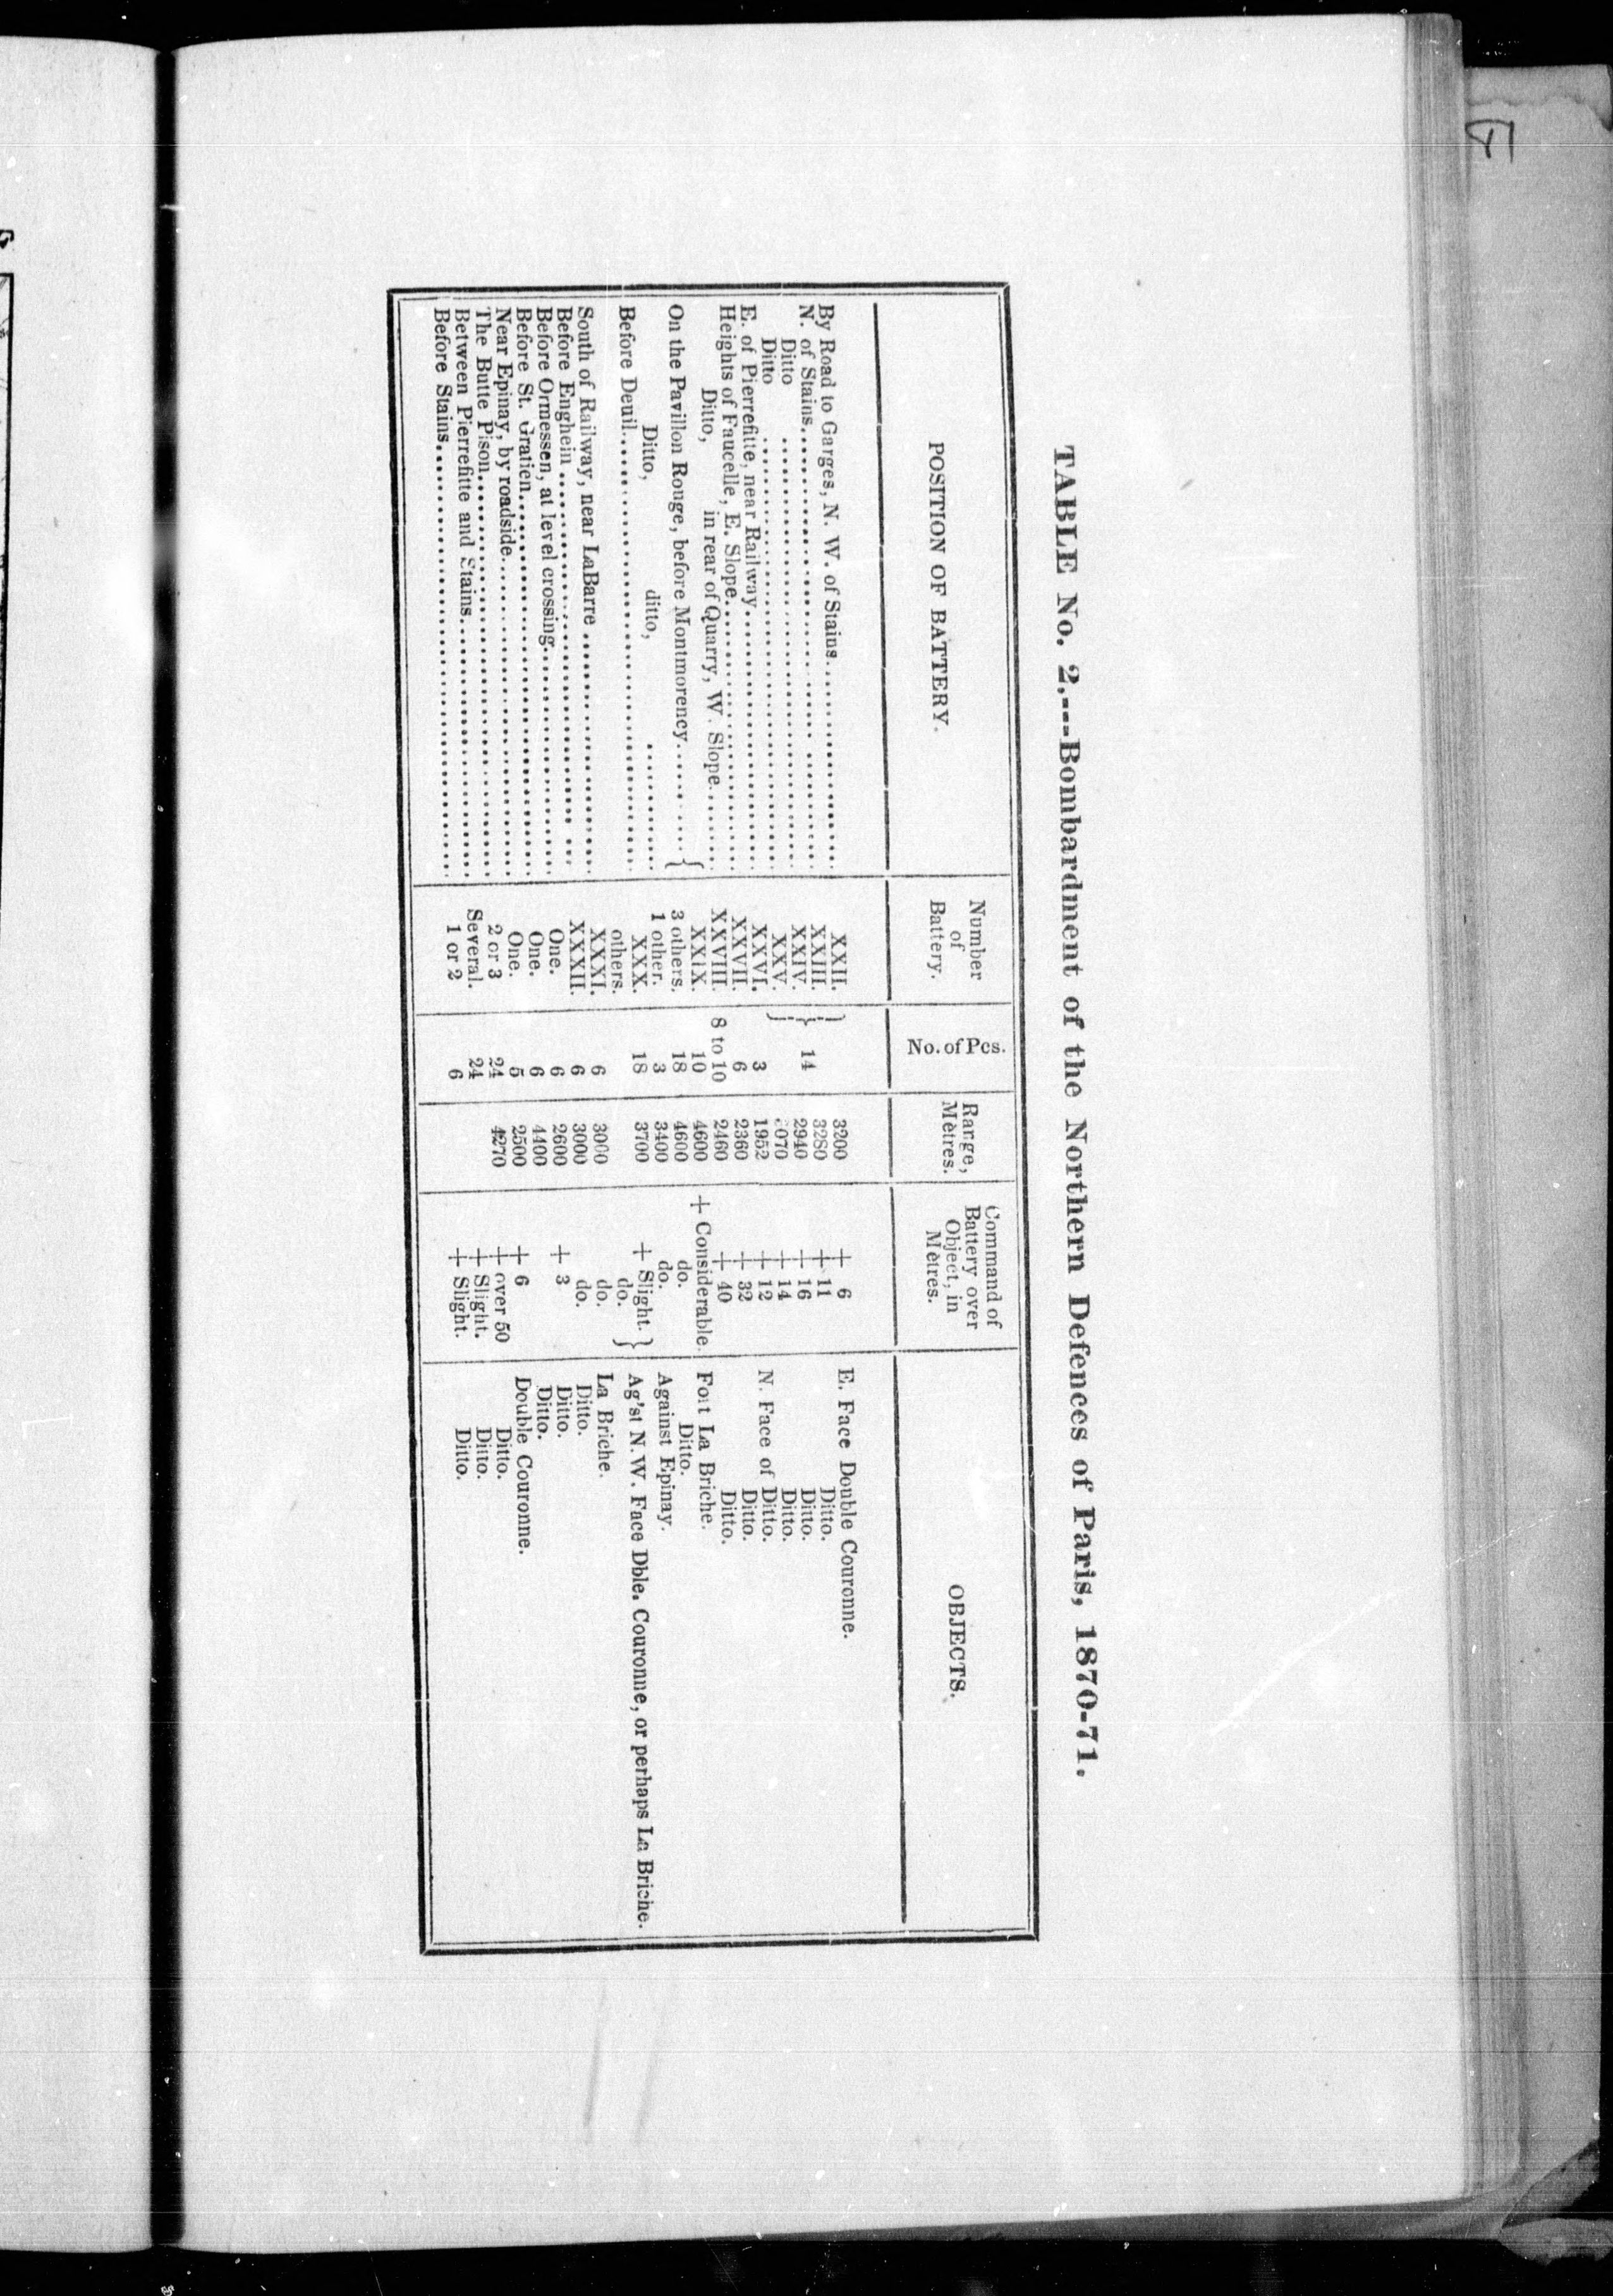 TABLE No. 2.---Bombardment of the Northern Defences of Paris, 1870-71.
POSITION OF BATTERY. Number of Battery. No. of Pcs. Range, Mètres. Command of Battery over Object, in Mètres. OBJECTS.
By Road to Garges, N. W. of Stains XXII. 3200 + 6 E. Face Double Couronne.
N. of Stains XXIII. 14 3280 + 11 Ditto.
Ditto XXIV. 2940 + 16 Ditto.
Ditto XXV. + 14 Ditto.
E. of Pierrefitte, near Railway XXVI. 3 1952 + 12 N. Face of Ditto.
Heights of Faucelle, E. Slope XXVII. 6 2360 + 32 Ditto.
Ditto, in rear of Quarry, W. Slope XXVIII. 8 to 10 2460 + 40 Ditto.
On the Pavillon Rouge, before Montmorency { XXIX. 10 4600 + Considerable. Fort La Briche.
3 others. 18 4600 do. Ditto.
Ditto, ditto, 1 other. 3 3400 do. Against Epinay.
Before Deuil XXX. 18 3700 + Slight. } Ag'st N.W. Face Dble. Couronne, or perhaps La Briche.
others. do.
South of Railway, near LaBarre XXXI. 6 3000 do. La Briche.
Before Enghein XXXII. 6 3000 do. Ditto.
Before Ormessen, at level crossing One. 6 2600 + 3 Ditto.
Before St. Gratien One. 6 4400 Ditto.
Near Epinay, by roadside One. 5 2500 + 6 Double Couronne.
The Butte Pison 2 or 3 24 4270 + over 50 Ditto.
Between Pierrefitte and Stains Several. 24 + Slight. Ditto.
Before Stains 1 or 2 6 + Slight. Ditto.